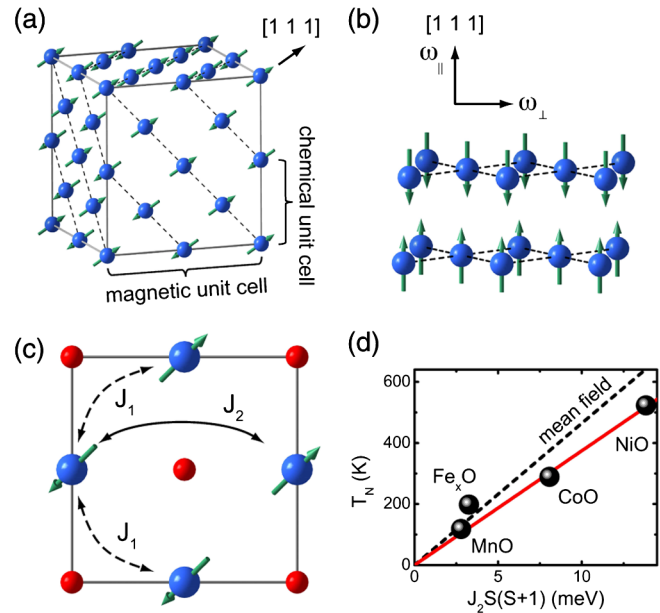 (a)
[1 1 1]
chemical
unit cell
magnetic unit cell
(b)
[1 1 1]
ω∥
ω⊥
(c)
J₁
J₂
J₁
(d)
600
400
200
0
T_N (K)
mean field
FeₓO
MnO
CoO
NiO
0 5 10
J₂S(S+1) (meV)